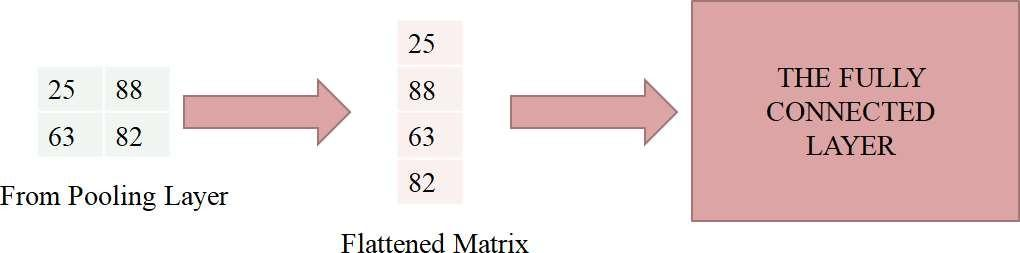 25 88
63 82
From Pooling Layer
25
88
63
82
Flattened Matrix
THE FULLY
CONNECTED
LAYER